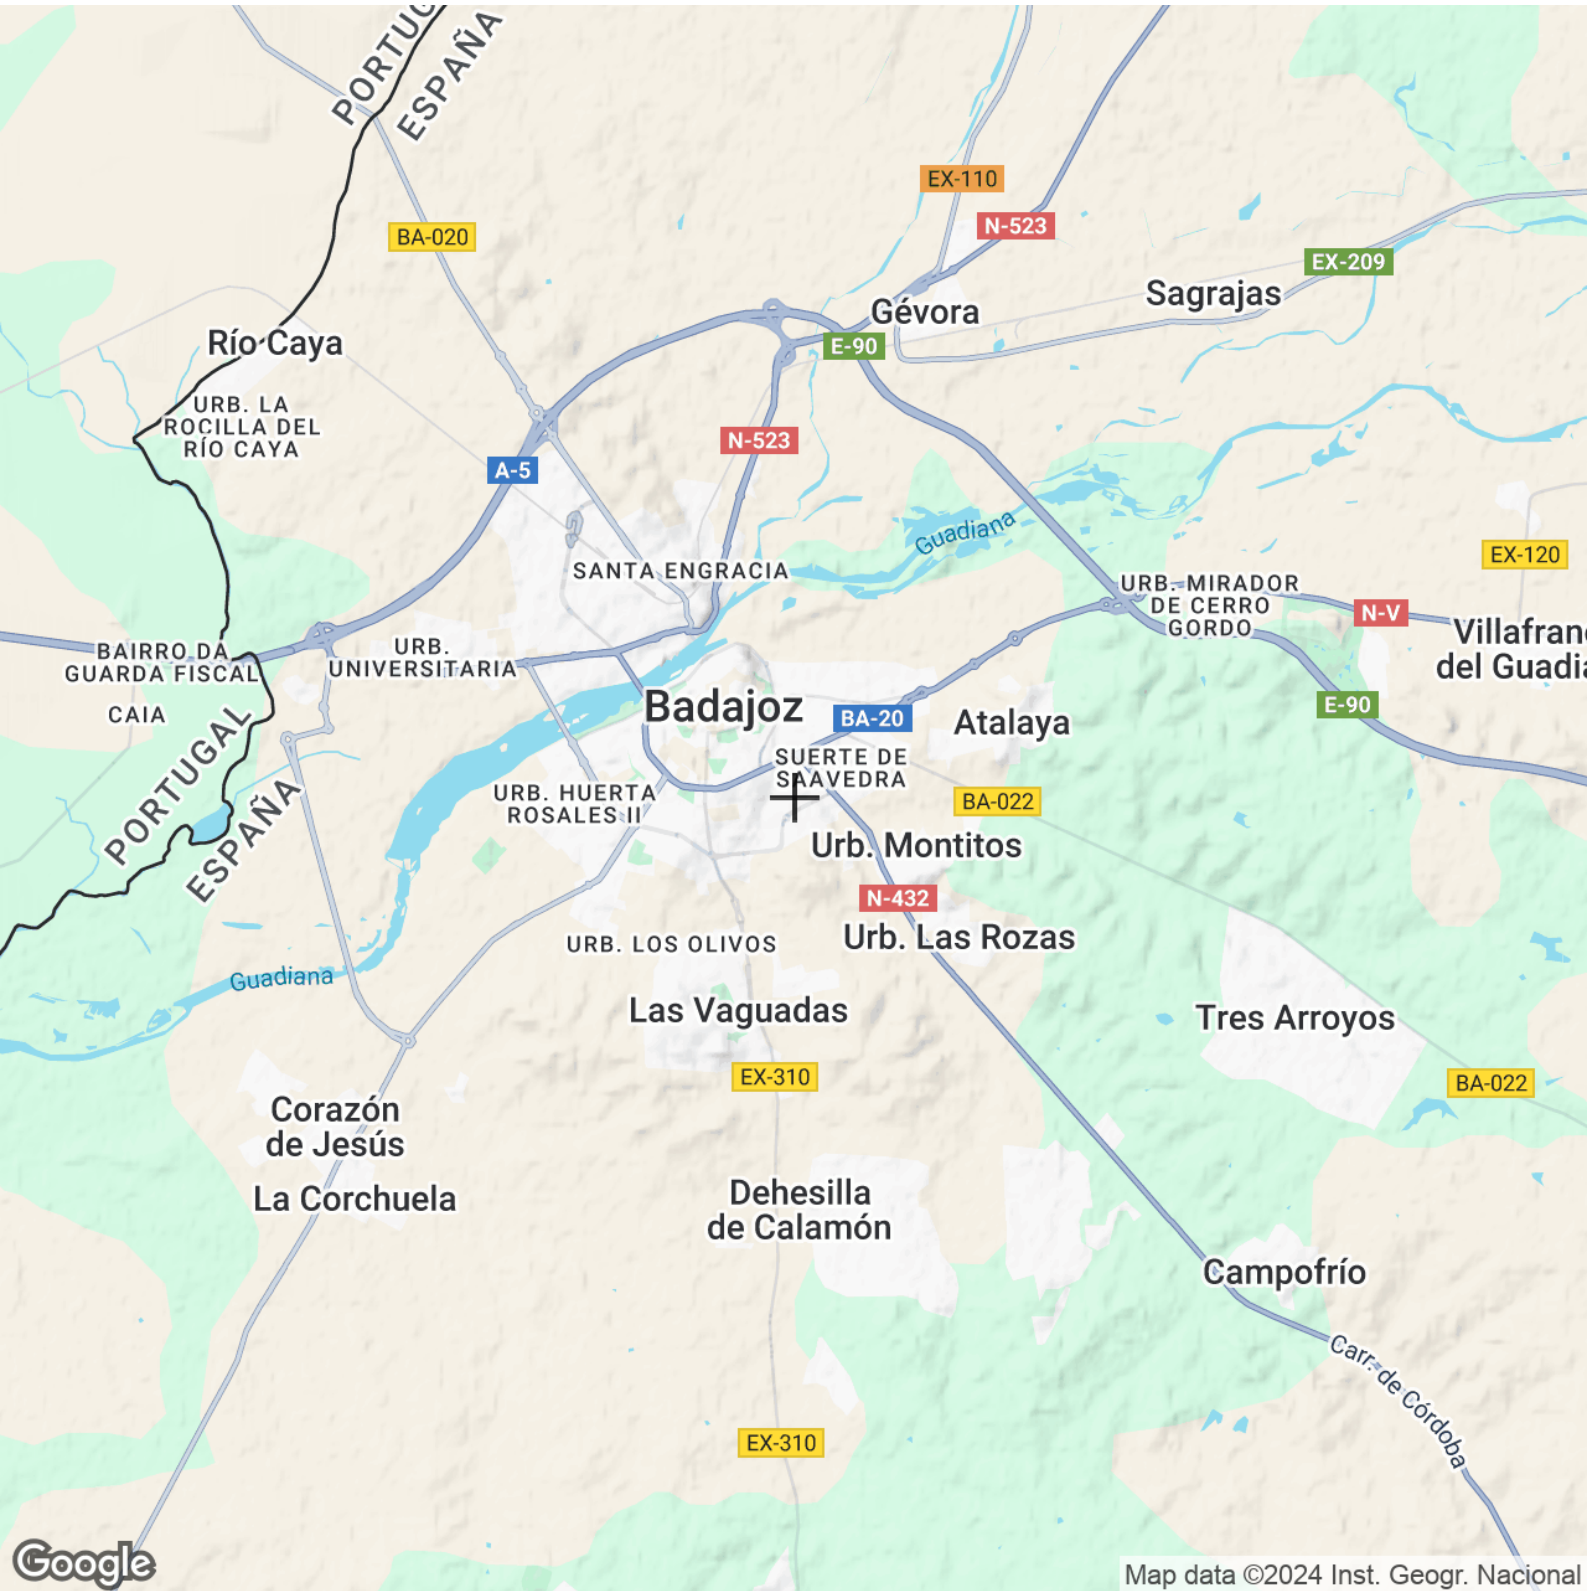 PORTUG
ESPAÑA
EX-110
N-523
BA-020
EX-209
Sagrajas
Gévora
Río Caya
E-90
URB. LA
ROCILLA DEL
RÍO CAYA
N-523
A-5
Guadiana
EX-120
SANTA ENGRACIA
URB. MIRADOR
DE CERRO
GORDO
N-V
Villafran
del Guadia
BAIRRO DA
GUARDA FISCAL
URB.
UNIVERSITARIA
CAIA
Badajoz
BA-20
Atalaya
E-90
PORTUGAL
ESPAÑA
SUERTE DE
SAAVEDRA
URB. HUERTA
ROSALES II
BA-022
Urb. Montitos
N-432
Urb. Las Rozas
URB. LOS OLIVOS
Guadiana
Las Vaguadas
Tres Arroyos
EX-310
BA-022
Corazón
de Jesús
La Corchuela
Dehesilla
de Calamón
Campofrío
Carr. de Córdoba
EX-310
Google
Map data ©2024 Inst. Geogr. Nacional